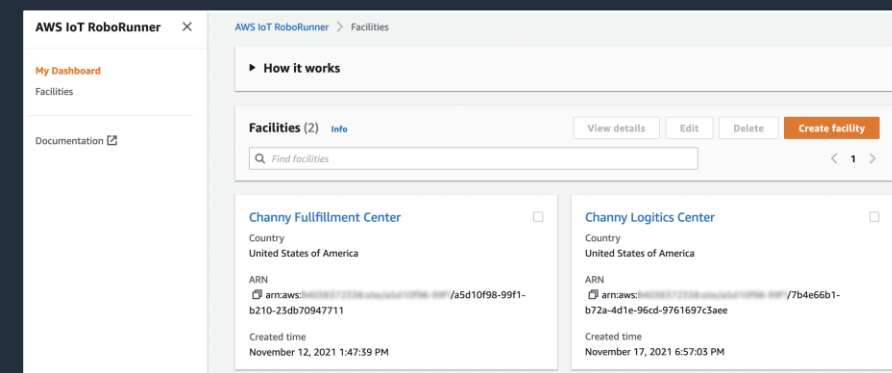 AWS IoT RoboRunner
AWS IoT RoboRunner > Facilities
My Dashboard
Facilities
Documentation
How it works
Facilities (2) Info
View details Edit Delete Create facility
Find facilities
1
Channy Fullfillment Center
Country
United States of America
ARN
arn:aws: /a5d10f98-99f1-
b210-23db70947711
Created time
November 12, 2021 1:47:39 PM
Channy Logitics Center
Country
United States of America
ARN
arn:aws: /7b4e66b1-
b72a-4d1e-96cd-9761697c3aee
Created time
November 17, 2021 6:57:03 PM